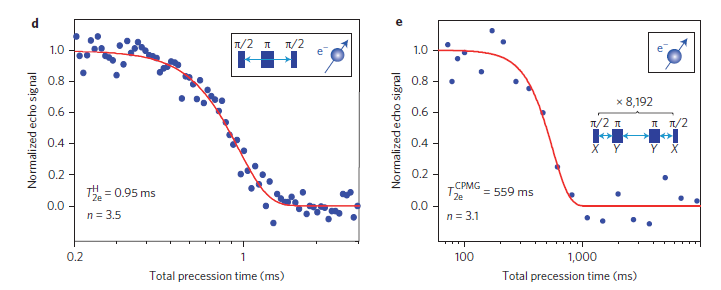 d
Normalized echo signal
1.0
0.8
0.6
0.4
0.2
0.0
π/2 π π/2
e⁻
T₂ₑᴴ = 0.95 ms
n = 3.5
0.2 1
Total precession time (ms)
e
Normalized echo signal
1.0
0.8
0.6
0.4
0.2
0.0
e⁻
× 8,192
π/2 π π π/2
X Y Y X
T₂ₑCPMG = 559 ms
n = 3.1
100 1,000
Total precession time (ms)